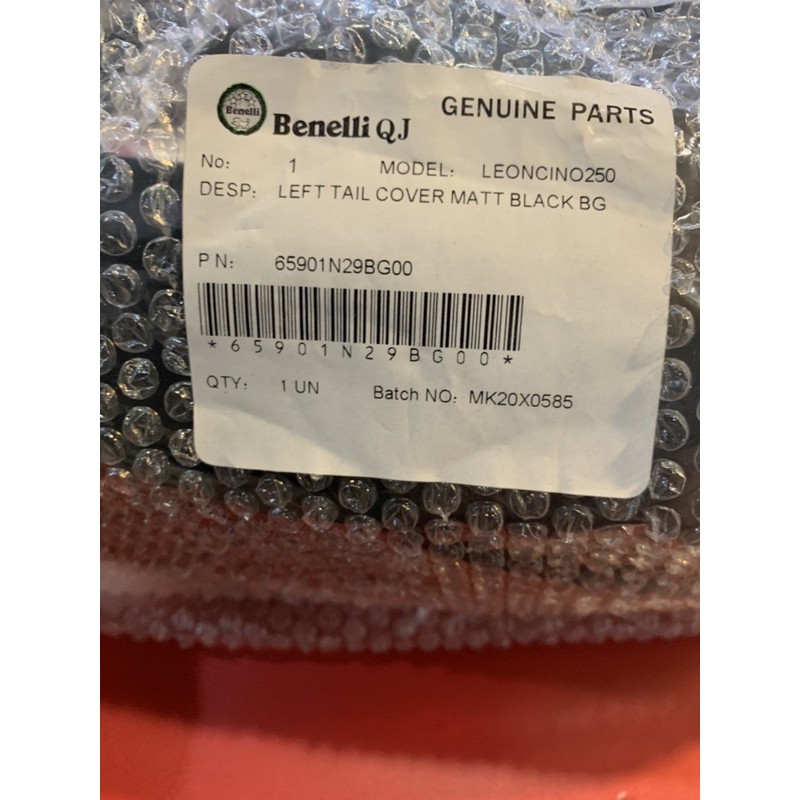 GENUINE PARTS
Benelli
Benelli QJ
No: 1 MODEL: LEONCINO250
DESP: LEFT TAIL COVER MATT BLACK BG
PN: 65901N29BG00
*65901N29BG00*
QTY: 1 UN Batch NO: MK20X0585